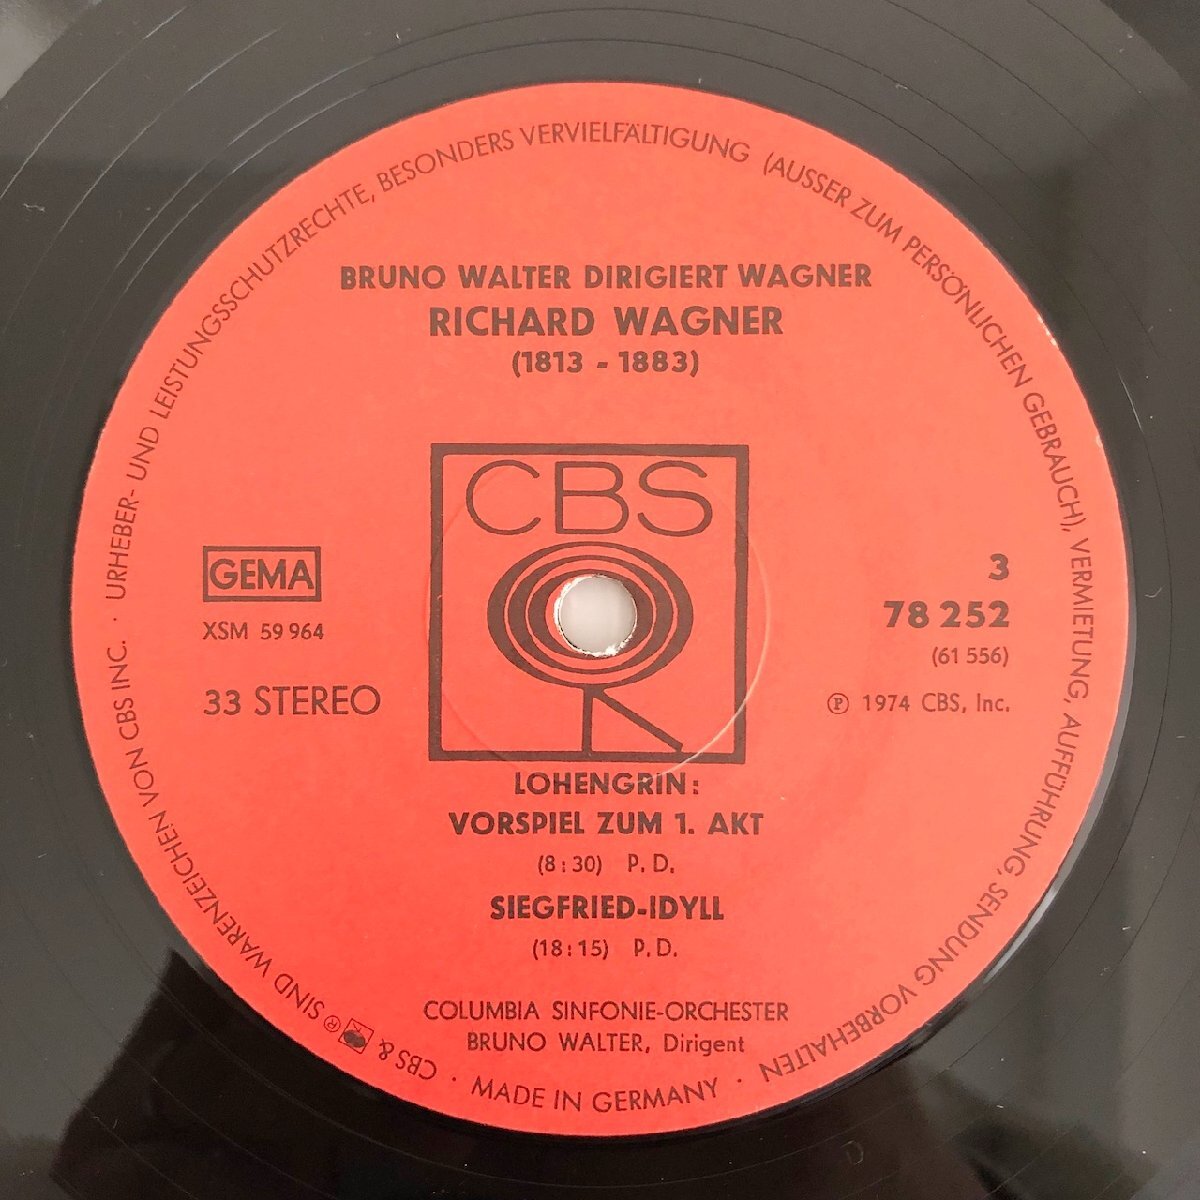 BRUNO WALTER DIRIGIERT WAGNER
RICHARD WAGNER
(1813 - 1883)
CBS
GEMA
XSM 59 964
33 STEREO
3
78 252
(61 556)
Ⓟ 1974 CBS, Inc.
LOHENGRIN:
VORSPIEL ZUM 1. AKT
(8:30) P.D.
SIEGFRIED-IDYLL
(18:15) P.D.
COLUMBIA SINFONIE-ORCHESTER
BRUNO WALTER, Dirigent
CBS & ® SIND WARENZEICHEN VON CBS INC. · URHEBER- UND LEISTUNGSSCHUTZRECHTE, BESONDERS VERVIELFÄLTIGUNG (AUSSER ZUM PERSÖNLICHEN GEBRAUCH), VERMIETUNG, AUFFÜHRUNG, SENDUNG VORBEHALTEN · MADE IN GERMANY ·